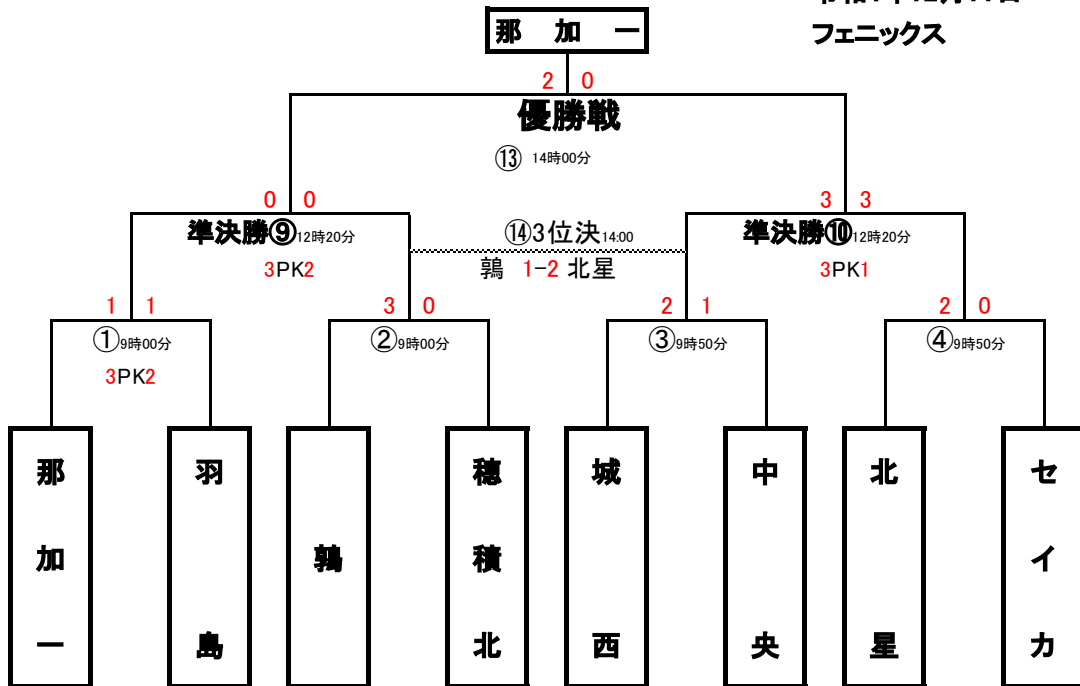 フェニックス
那 加 一
2 0
優勝戦
⑬ 14時00分
0 0
3 3
準決勝⑨12時20分
⑭3位決14:00
準決勝⑩12時20分
3PK2
鶉 1-2 北星
3PK1
1 1
3 0
2 1
2 0
①9時00分
②9時00分
③9時50分
④9時50分
3PK2
那加一
羽島
鶉
穂積北
城西
中央
北星
セイカ